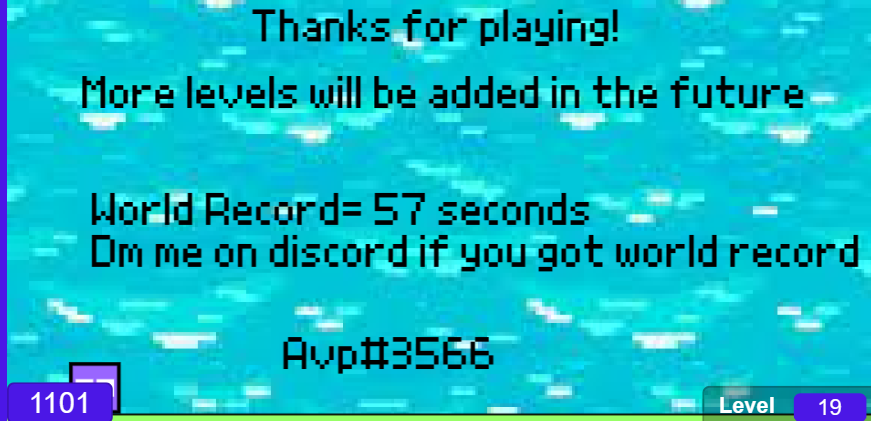 Thanks for playing!
More levels will be added in the future
World Record= 57 seconds
Dm me on discord if you got world record
Avp#3566
1101
Level 19